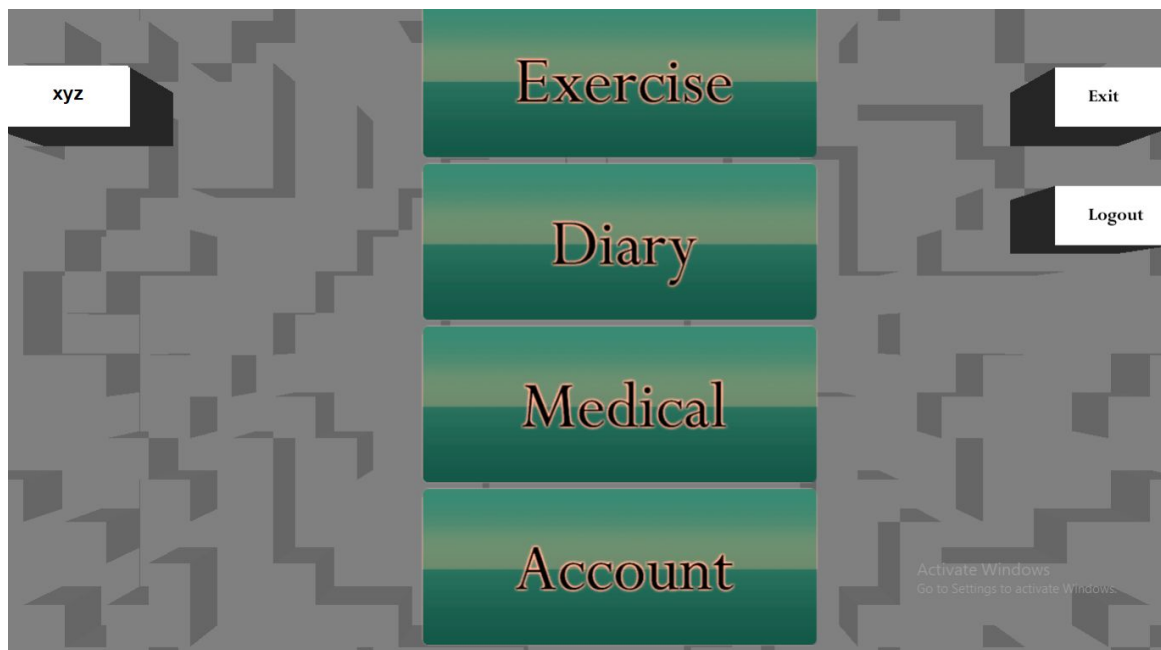 Exercise
xyz
Exit
Logout
Diary
Medical
Account
Activate Windows
Go to Settings to activate Windows.